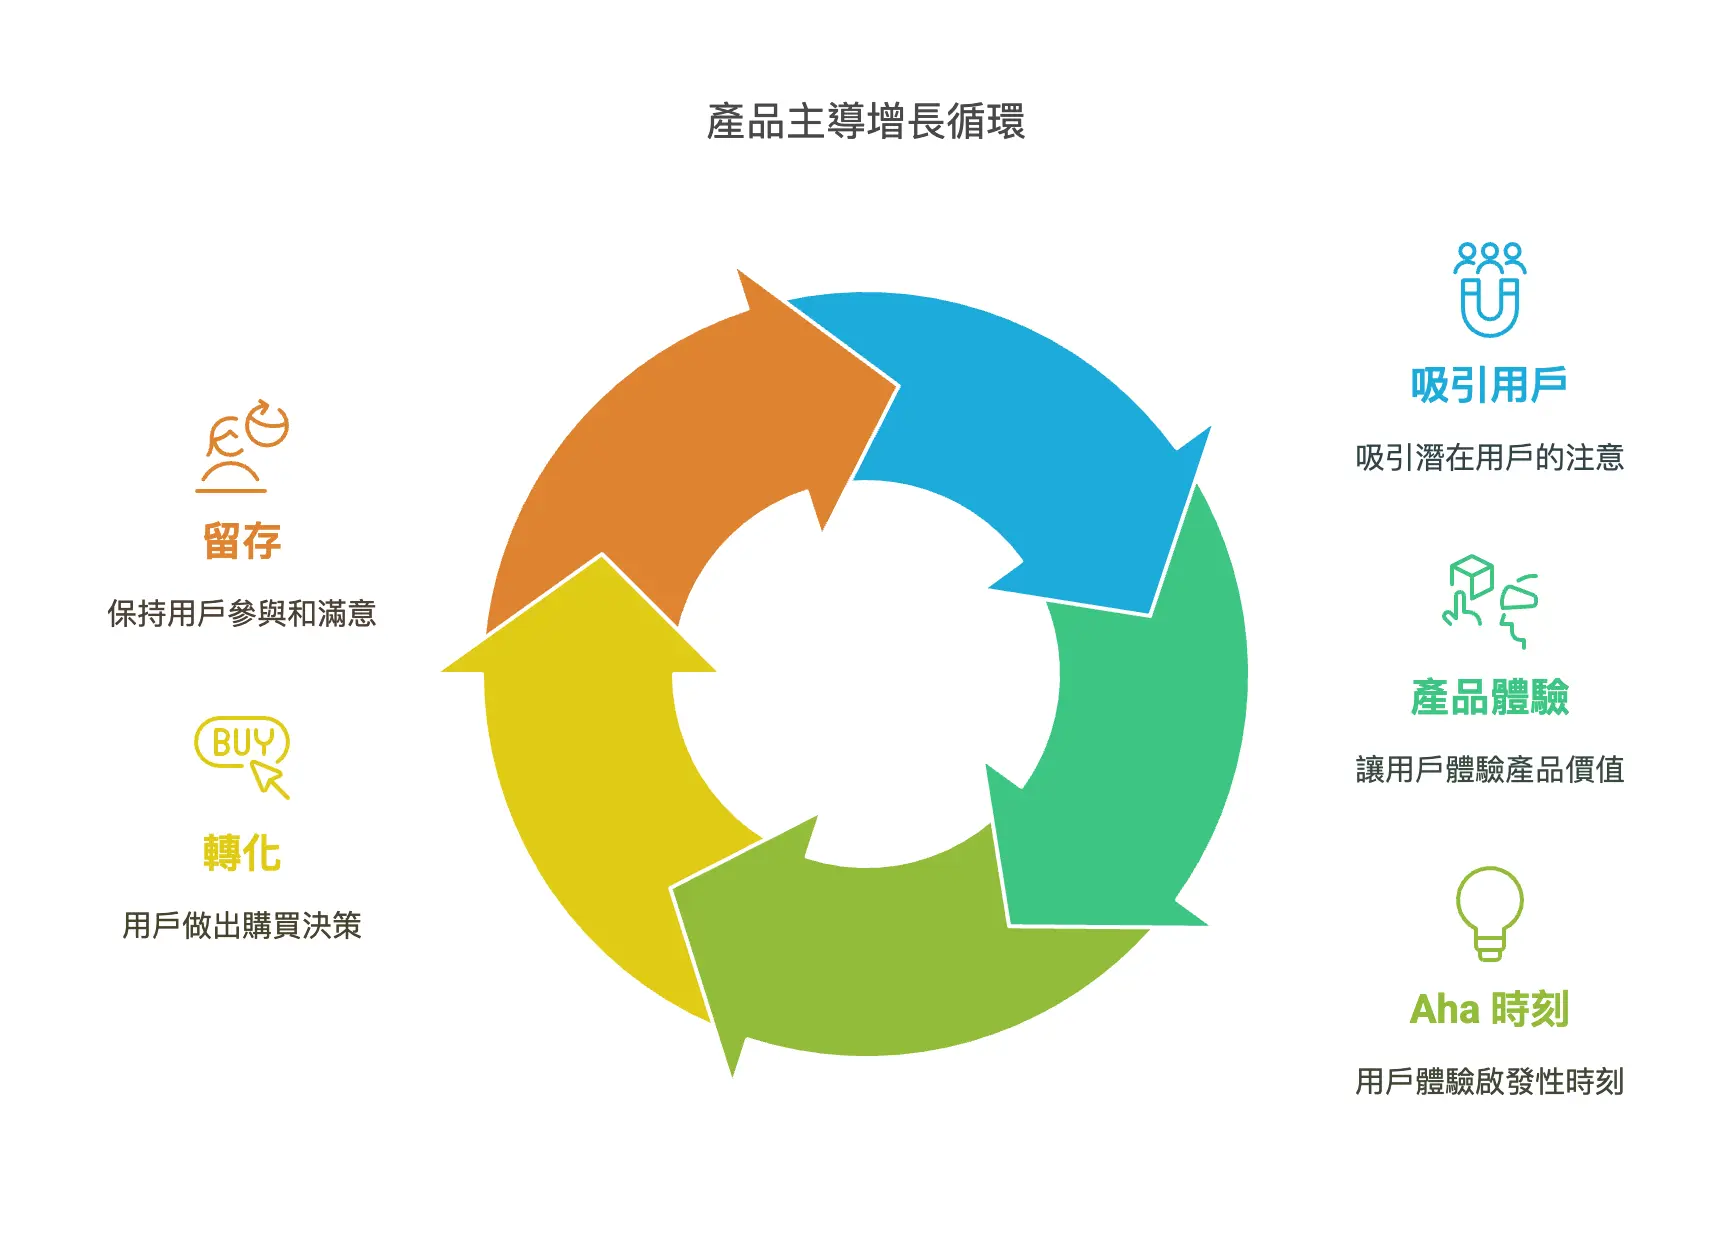 產品主導增長循環
吸引用戶
吸引潛在用戶的注意
產品體驗
讓用戶體驗產品價值
Aha 時刻
用戶體驗啟發性時刻
BUY
轉化
用戶做出購買決策
留存
保持用戶參與和滿意